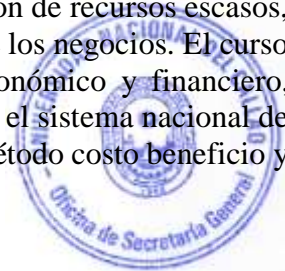 ón de recursos escasos,
los negocios. El curso
onómico y financiero,
el sistema nacional de
étodo costo beneficio y
Oficina de Secretaría General